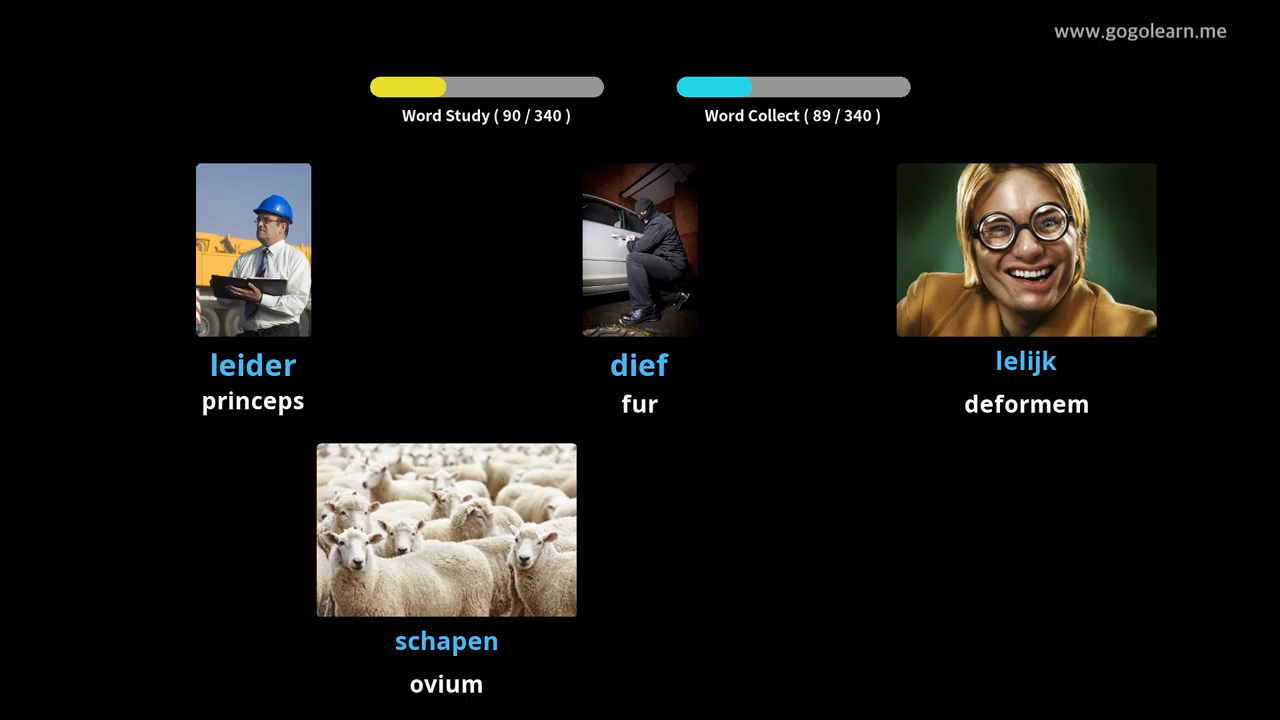 www.gogolearn.me
Word Study ( 90 / 340 )
Word Collect ( 89 / 340 )
leider
princeps
dief
fur
lelijk
deformem
schapen
ovium